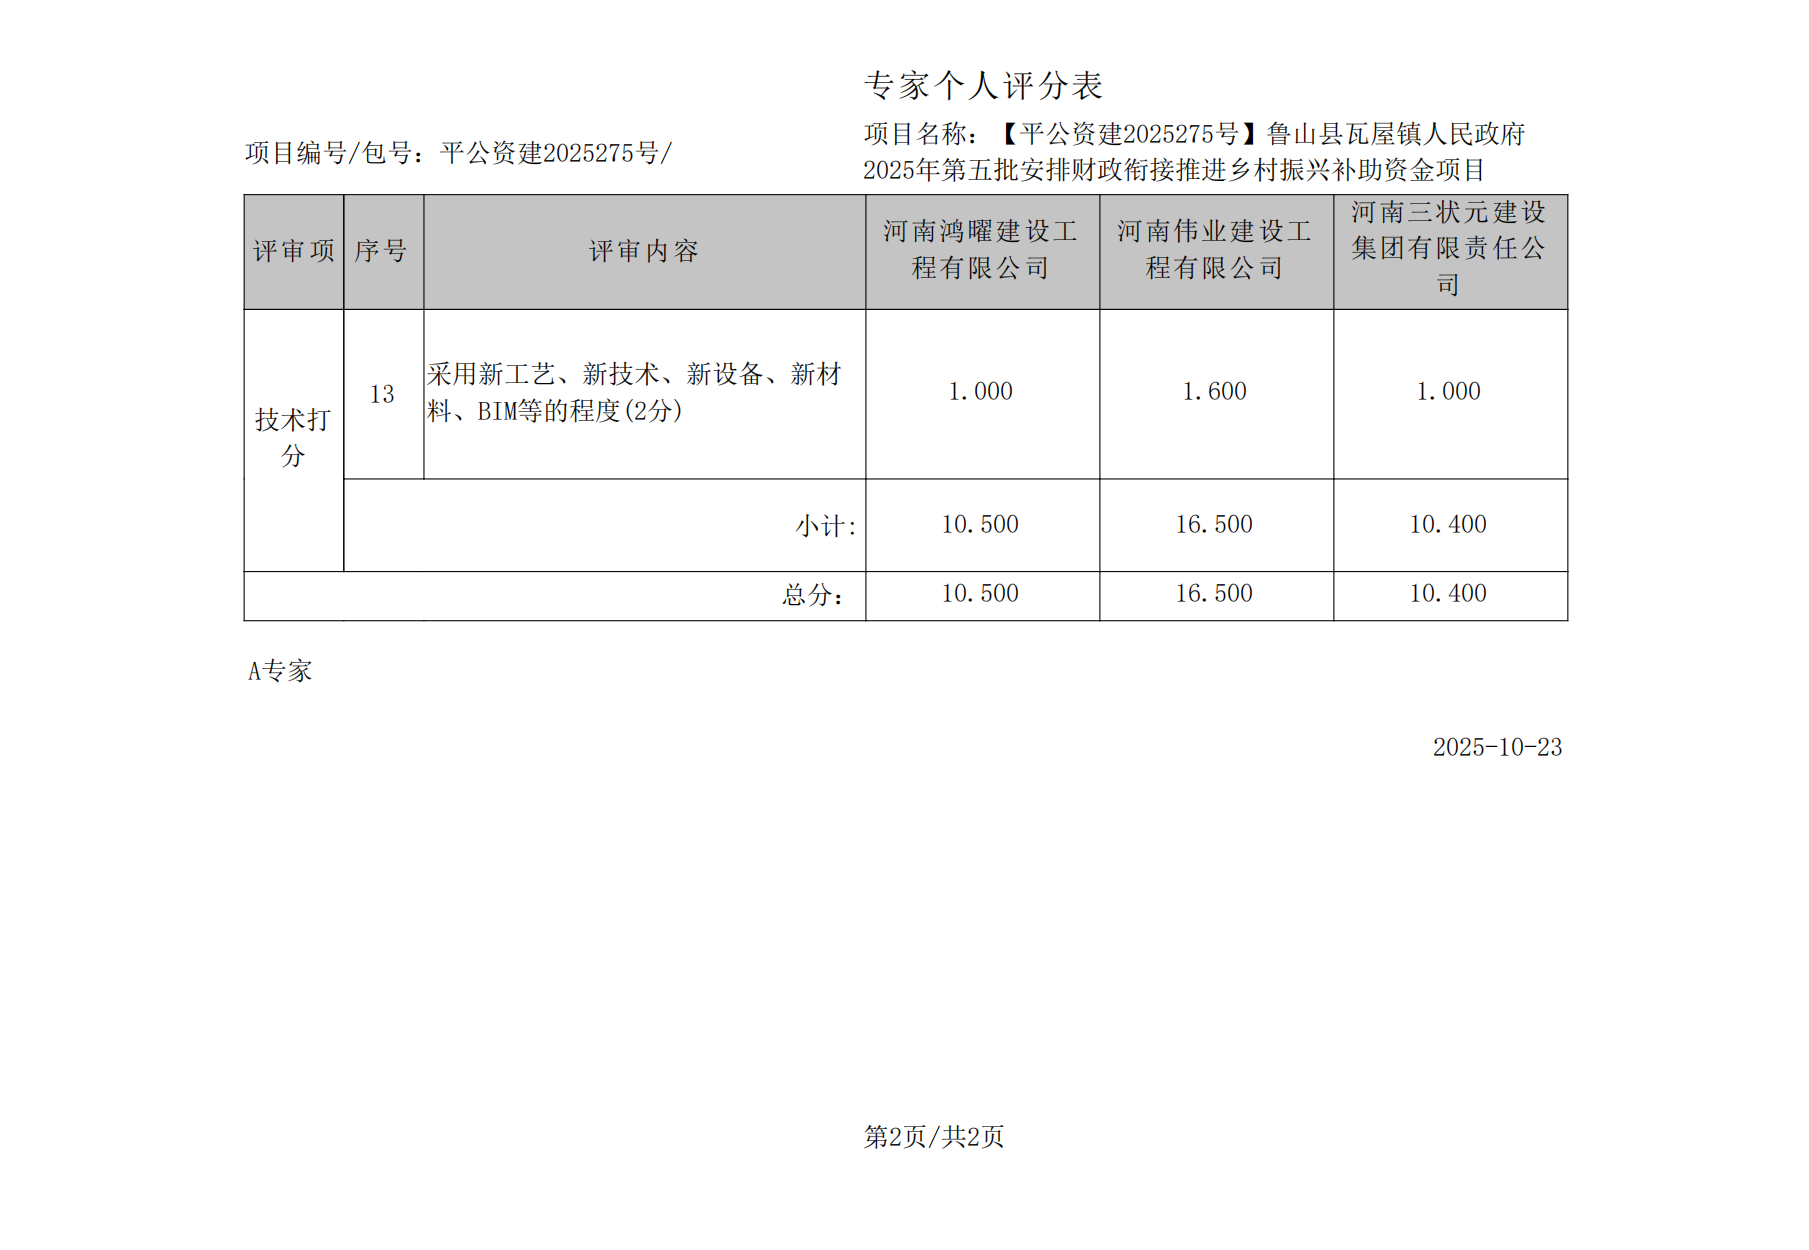 专家个人评分表
项目编号/包号：平公资建2025275号/
项目名称：【平公资建2025275号】鲁山县瓦屋镇人民政府
2025年第五批安排财政衔接推进乡村振兴补助资金项目
评审项
序号
评审内容
河南鸿曜建设工
程有限公司
河南伟业建设工
程有限公司
河南三状元建设
集团有限责任公
司
技术打
分
13
采用新工艺、新技术、新设备、新材
料、BIM等的程度(2分)
1.000
1.600
1.000
小计:
10.500
16.500
10.400
总分：
10.500
16.500
10.400
A专家
2025-10-23
第2页/共2页